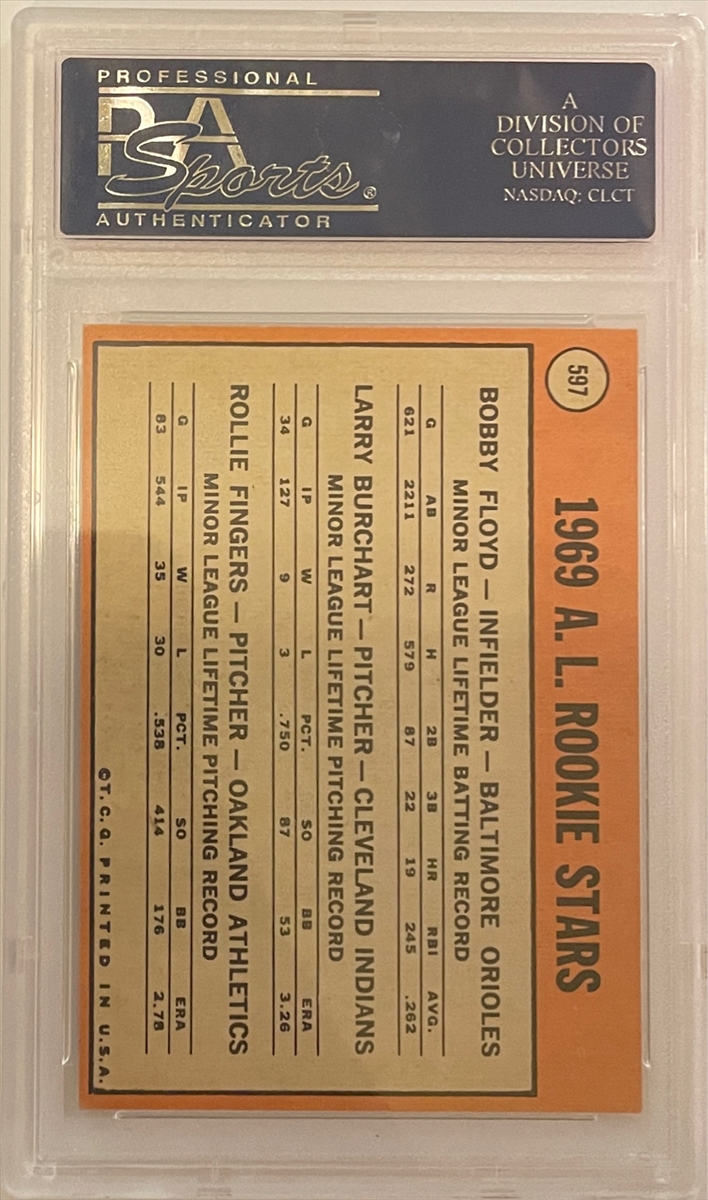 PROFESSIONAL
PSA
Sports®
AUTHENTICATOR
A
DIVISION OF
COLLECTORS
UNIVERSE
NASDAQ: CLCT
597
1969 A. L. ROOKIE STARS
BOBBY FLOYD — INFIELDER — BALTIMORE ORIOLES
MINOR LEAGUE LIFETIME BATTING RECORD
G AB R H 2B 3B HR RBI AVG.
621 2211 272 579 87 22 19 245 .262
LARRY BURCHART — PITCHER — CLEVELAND INDIANS
MINOR LEAGUE LIFETIME PITCHING RECORD
G IP W L PCT. SO BB ERA
34 127 9 3 .750 87 53 3.26
ROLLIE FINGERS — PITCHER — OAKLAND ATHLETICS
MINOR LEAGUE LIFETIME PITCHING RECORD
G IP W L PCT. SO BB ERA
83 544 35 30 .538 414 176 2.78
©T.C.G. PRINTED IN U.S.A.